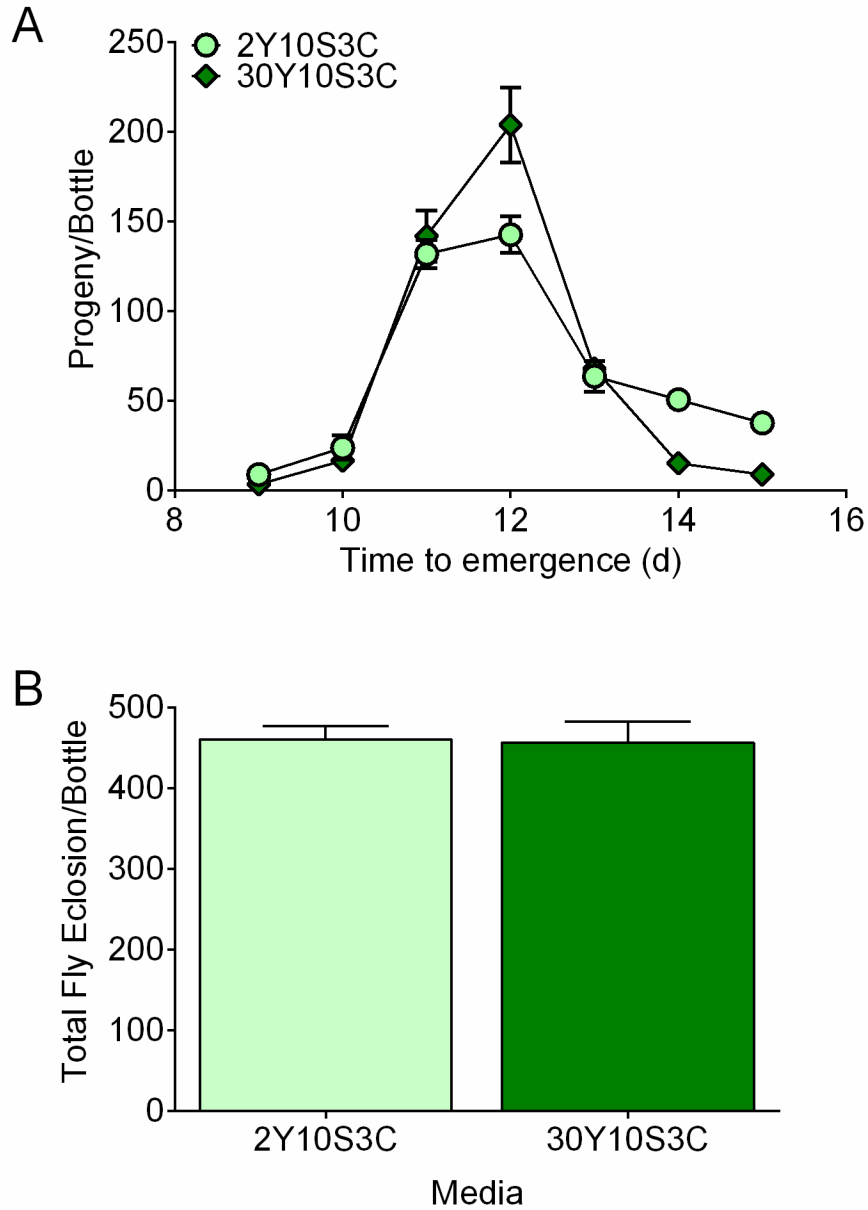 A
250
200
150
100
50
0
Progeny/Bottle
2Y10S3C
30Y10S3C
8 10 12 14 16
Time to emergence (d)
B
500
400
300
200
100
0
Total Fly Eclosion/Bottle
2Y10S3C 30Y10S3C
Media